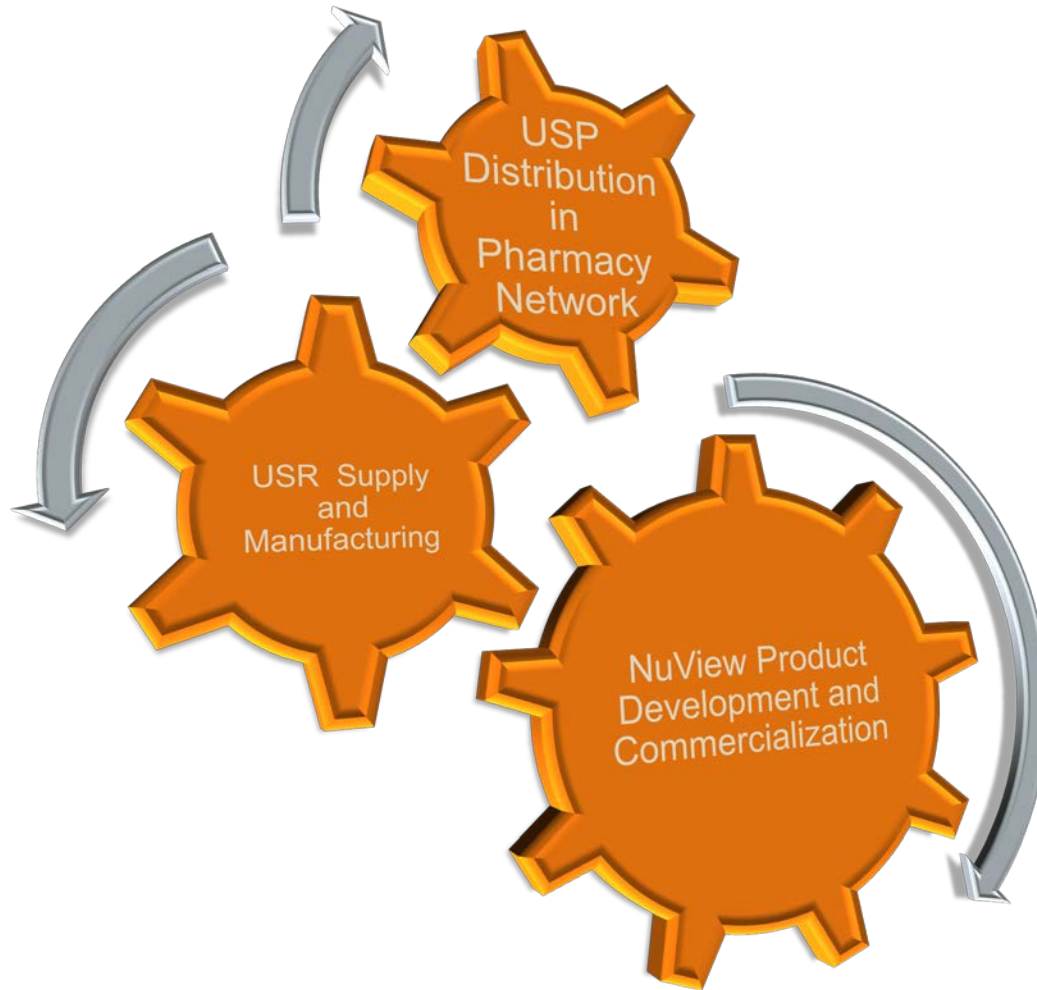 USP
Distribution
in
Pharmacy
Network
USR Supply
and
Manufacturing
NuView Product
Development and
Commercialization